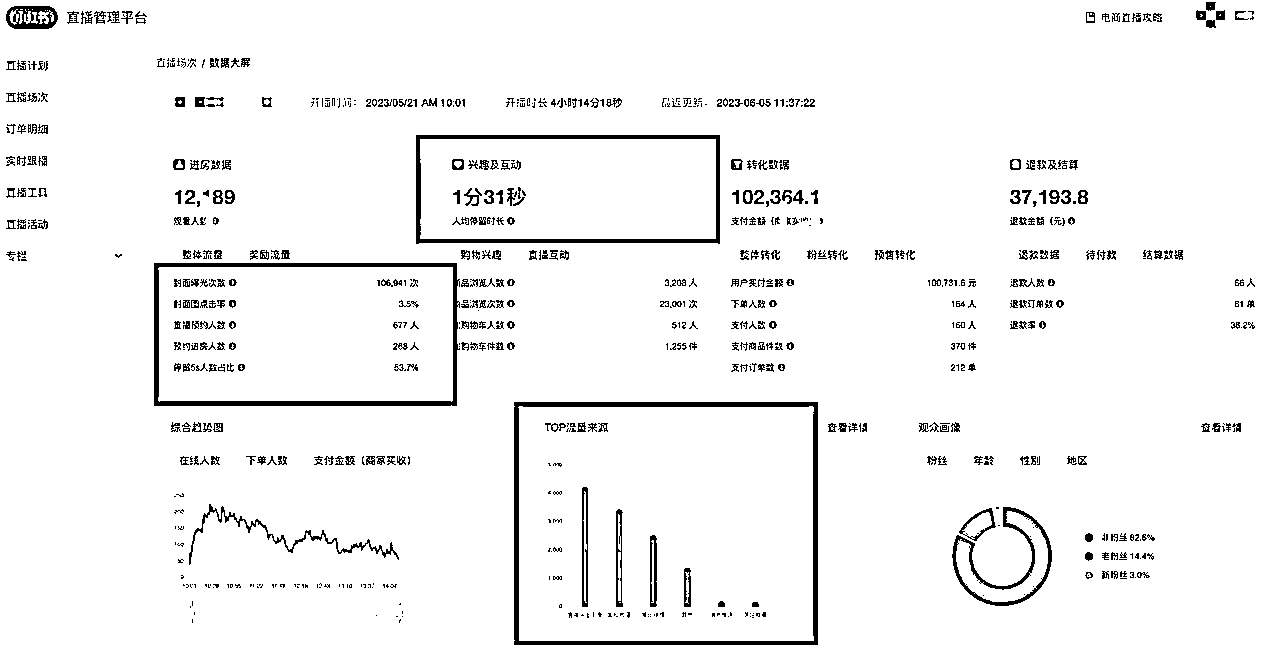 小红书 直播管理平台
电商直播攻略
直播计划
直播场次
订单明细
实时跟播
直播工具
直播活动
专栏
直播场次 / 数据大屏
开播时间: 2023/05/21 AM 10:01 开播时长 4小时14分18秒 最近更新: 2023-06-05 11:37:22
进房数据 兴趣及互动 转化数据 退款及结算
1分31秒 102,364.1 37,193.8
观看人数 人均停留时长 支付金额 退款金额 (元)
整体流量 奖励流量 购物兴趣 直播互动 整体转化 粉丝转化 预售转化 退款数据 待付款 结算数据
封面曝光次数 106,941 次 品浏览人数 3,208 人 用户实付金额 100,731.6 元 退款人数 56 人
封面图点击率 3.5% 品浏览次数 23,001 次 下单人数 164 人 退款订单数 81 单
直播预约人数 677 人 购物车人数 512 人 支付人数 160 人 退款率 38.2%
预约进房人数 268 人 购物车件数 1,255 件 支付商品件数 370 件
停留5s人数占比 53.7% 支付订单数 212 单
综合趋势图 TOP流量来源 查看详情 观众画像 查看详情
在线人数 下单人数 支付金额 (商家实收) 粉丝 年龄 性别 地区
非粉丝 82.6%
老粉丝 14.4%
新粉丝 3.0%